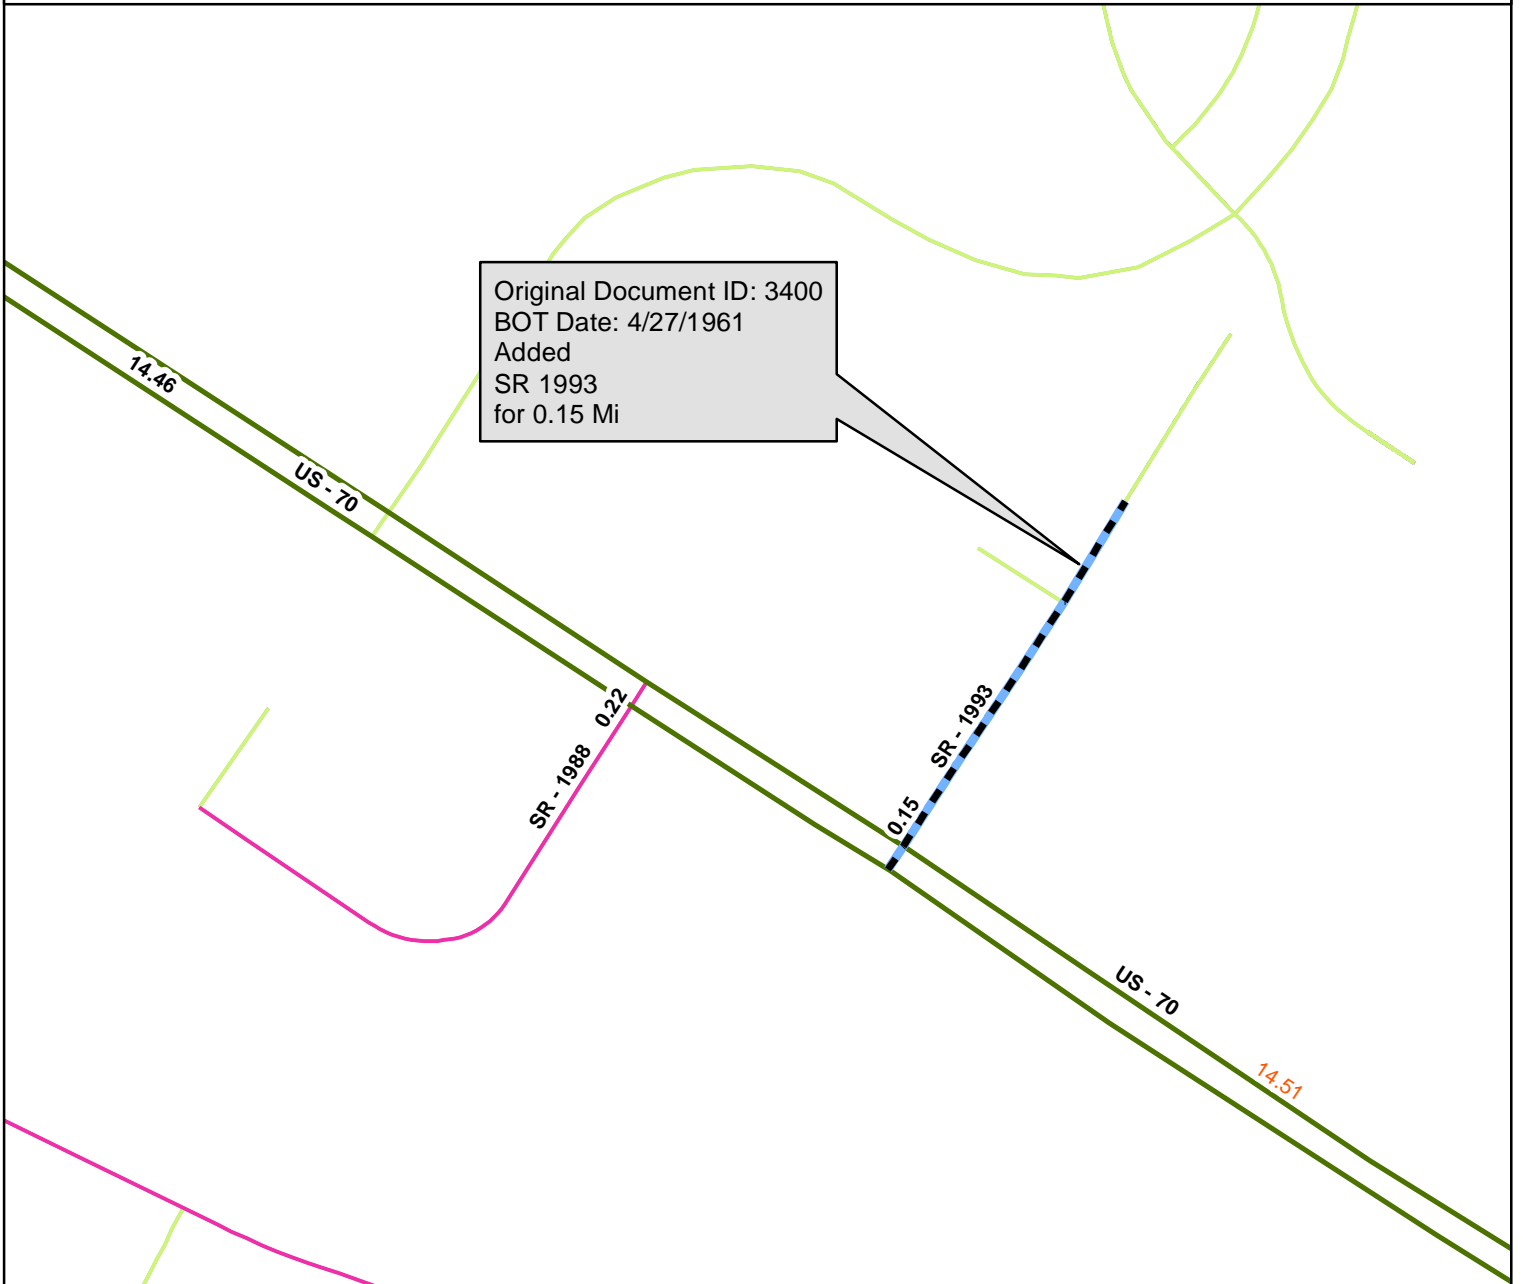 Original Document ID: 3400
BOT Date: 4/27/1961
Added
SR 1993
for 0.15 Mi
14.46
US - 70
0.22
SR - 1988
SR - 1993
0.15
US - 70
14.51